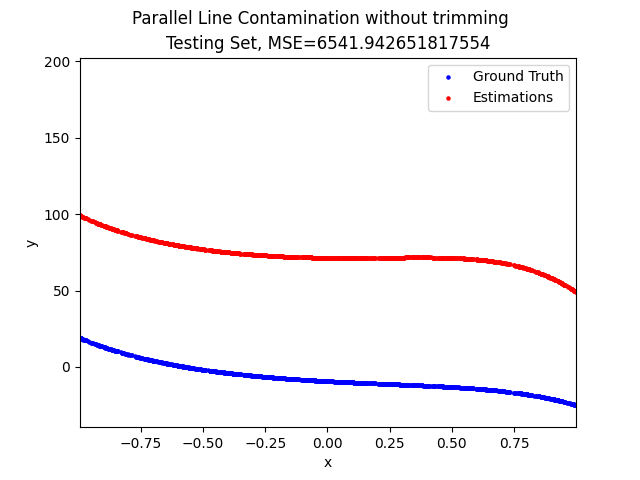 Parallel Line Contamination without trimming
Testing Set, MSE=6541.942651817554
Ground Truth
Estimations
200
150
100
50
0
y
−0.75 −0.50 −0.25 0.00 0.25 0.50 0.75
x